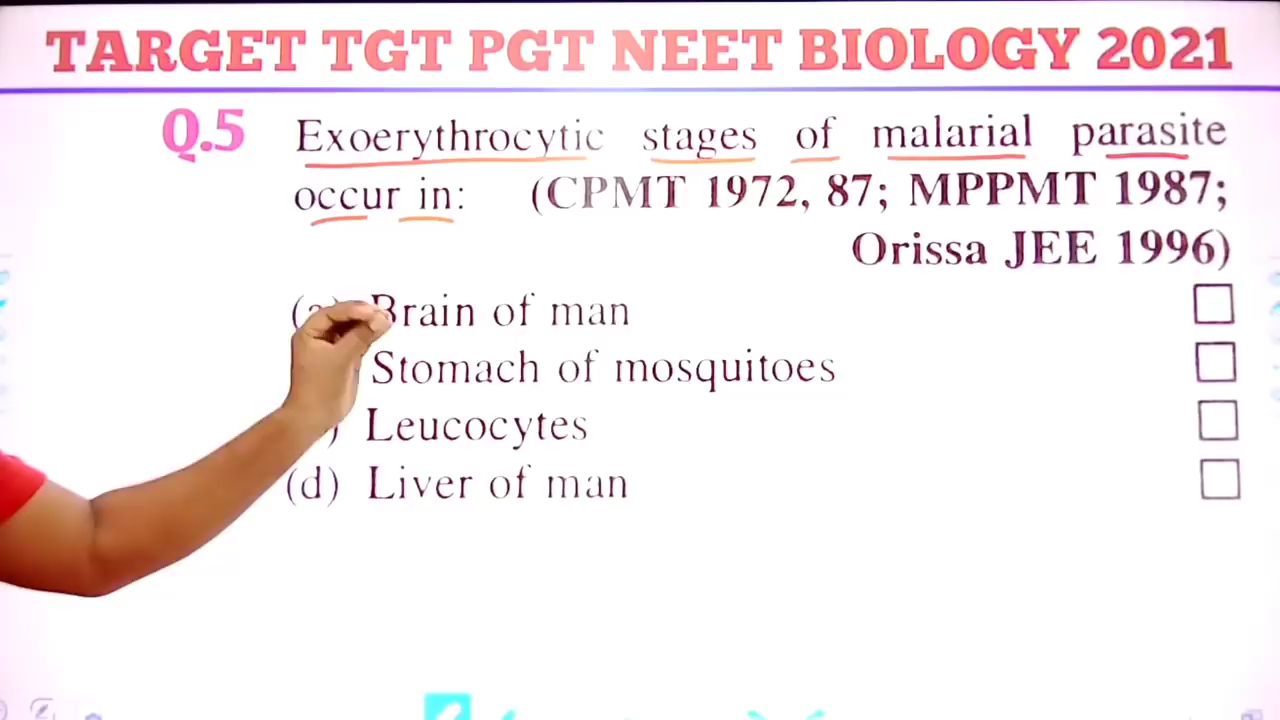 TARGET TGT PGT NEET BIOLOGY 2021
Q.5 Exoerythrocytic stages of malarial parasite
occur in: (CPMT 1972, 87; MPPMT 1987;
Orissa JEE 1996)
Brain of man
Stomach of mosquitoes
Leucocytes
(d) Liver of man